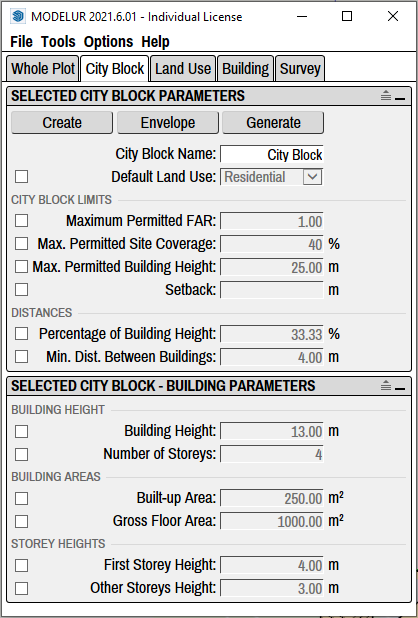 MODELUR 2021.6.01 - Individual License
File Tools Options Help
Whole Plot City Block Land Use Building Survey
SELECTED CITY BLOCK PARAMETERS
Create Envelope Generate
City Block Name: City Block
Default Land Use: Residential
CITY BLOCK LIMITS
Maximum Permitted FAR: 1.00
Max. Permitted Site Coverage: 40 %
Max. Permitted Building Height: 25.00 m
Setback: m
DISTANCES
Percentage of Building Height: 33.33 %
Min. Dist. Between Buildings: 4.00 m
SELECTED CITY BLOCK - BUILDING PARAMETERS
BUILDING HEIGHT
Building Height: 13.00 m
Number of Storeys: 4
BUILDING AREAS
Built-up Area: 250.00 m²
Gross Floor Area: 1000.00 m²
STOREY HEIGHTS
First Storey Height: 4.00 m
Other Storeys Height: 3.00 m